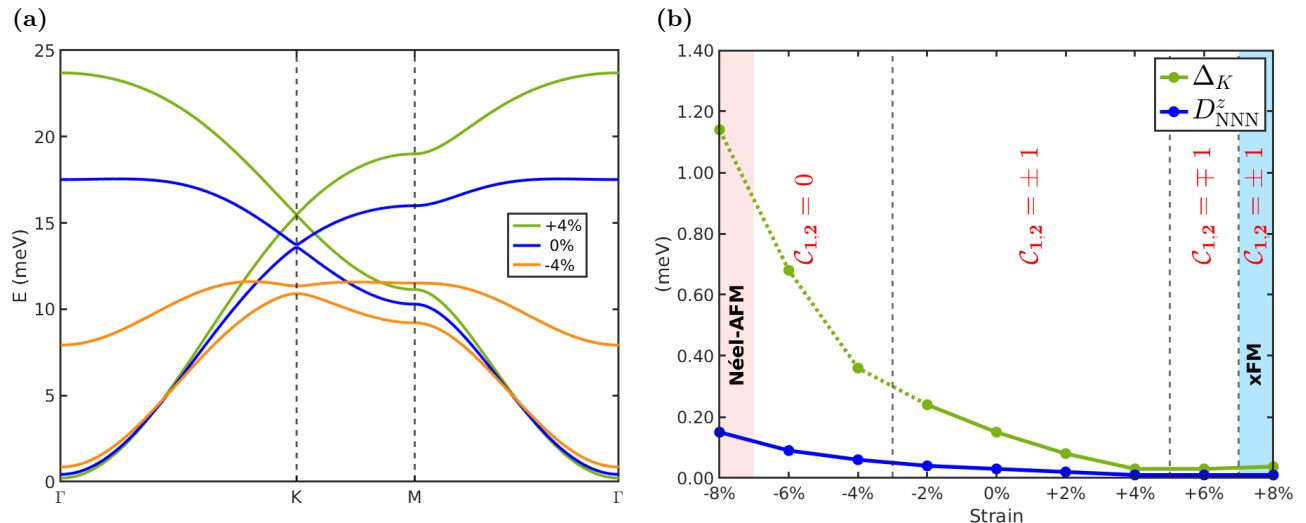 (a)
(b)
25
20
15
10
5
0
E (meV)
Γ
K
M
Γ
+4%
0%
-4%
1.40
1.20
1.00
0.80
0.60
0.40
0.20
0.00
(meV)
-8%
-6%
-4%
-2%
0%
+2%
+4%
+6%
+8%
Strain
Δ_K
D^z_NNN
Néel-AFM
C_{1,2} = 0
C_{1,2} = ±1
C_{1,2} = ∓1
C_{1,2} = ±1
xFM